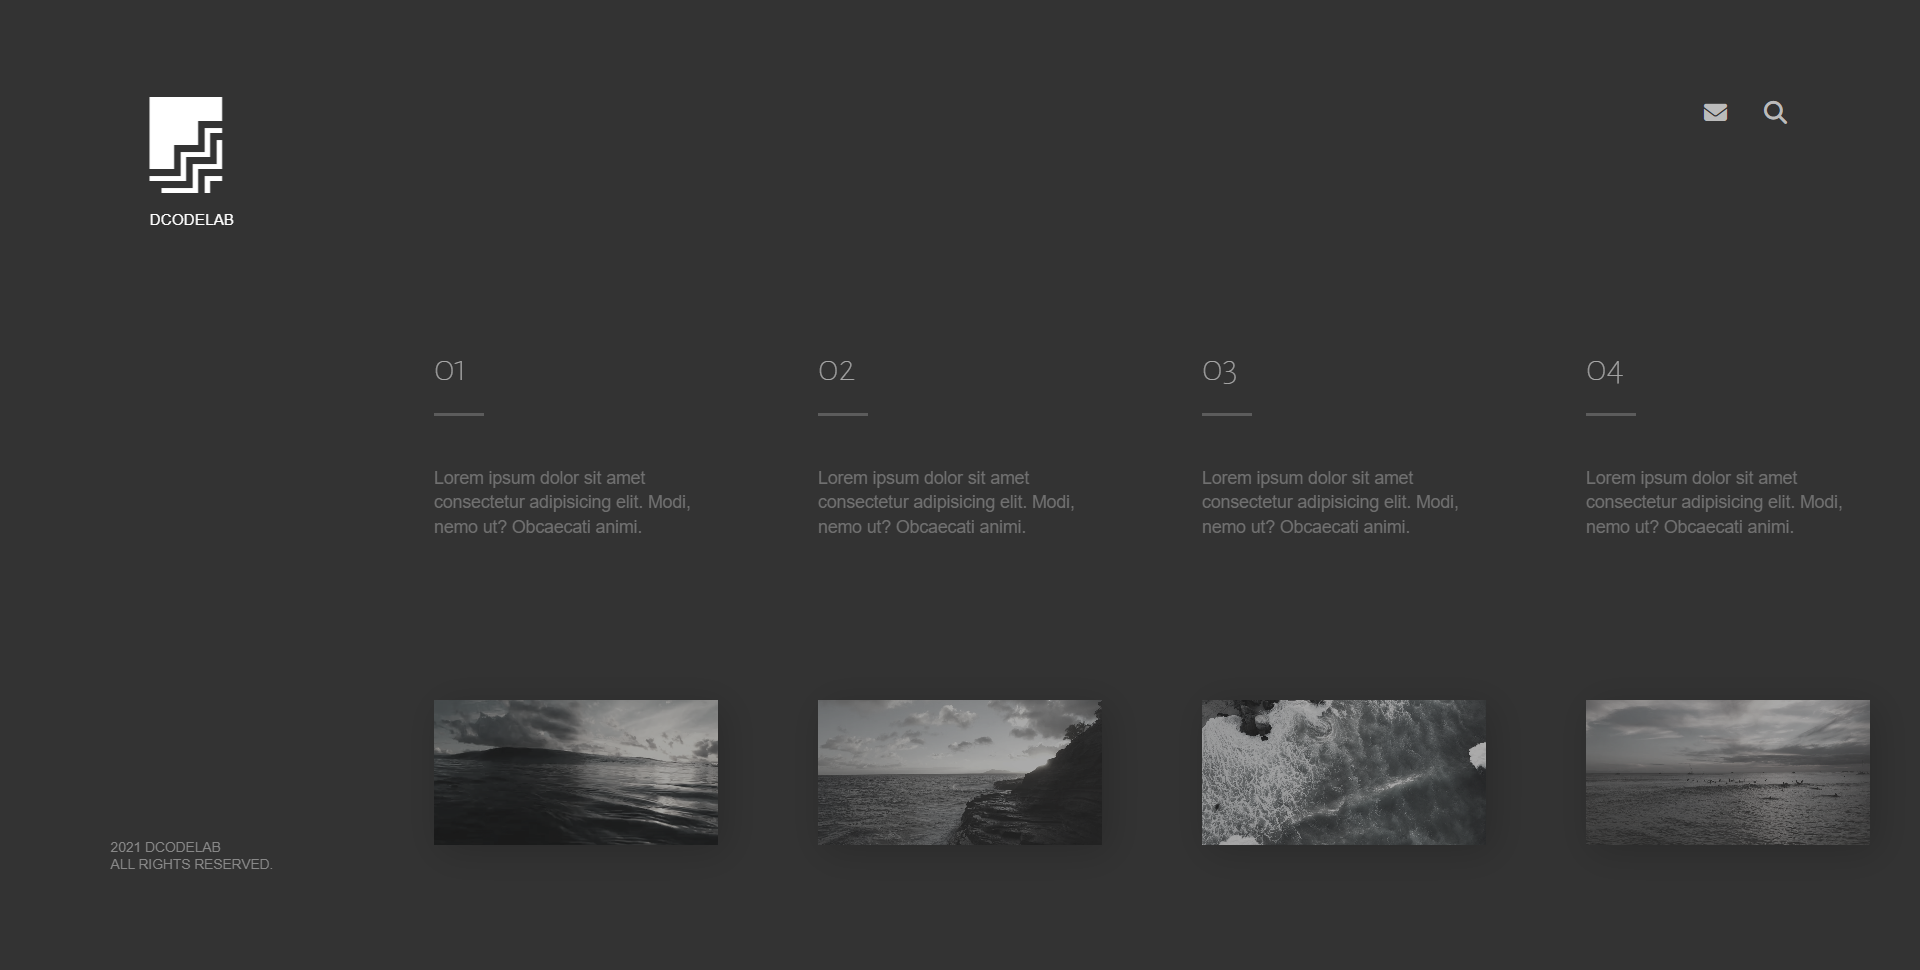 DCODELAB
01
Lorem ipsum dolor sit amet
consectetur adipisicing elit. Modi,
nemo ut? Obcaecati animi.
02
Lorem ipsum dolor sit amet
consectetur adipisicing elit. Modi,
nemo ut? Obcaecati animi.
03
Lorem ipsum dolor sit amet
consectetur adipisicing elit. Modi,
nemo ut? Obcaecati animi.
04
Lorem ipsum dolor sit amet
consectetur adipisicing elit. Modi,
nemo ut? Obcaecati animi.
2021 DCODELAB
ALL RIGHTS RESERVED.